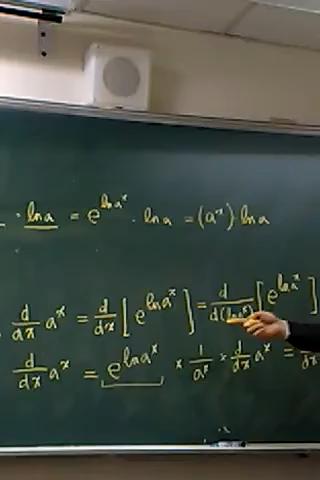 · ln a = e^{ln a^x} · ln a = (a^x) · ln a
d/dx a^x = d/dx [ e^{ln a^x} ] = d/d(ln a^x) [ e^{ln a^x} ]
d/dx a^x = e^{ln a^x} × 1/a^x × d/dx a^x =